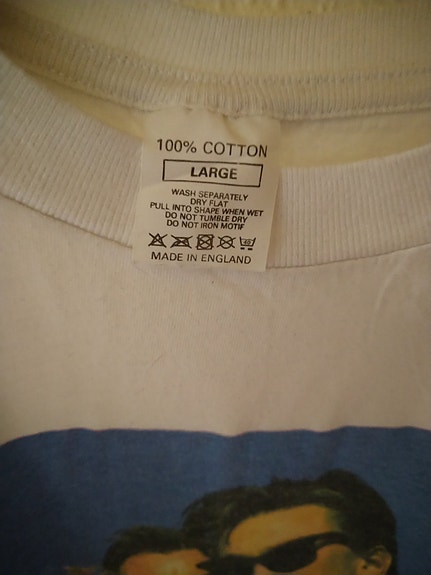 100% COTTON
LARGE
WASH SEPARATELY
DRY FLAT
PULL INTO SHAPE WHEN WET
DO NOT TUMBLE DRY
DO NOT IRON MOTIF
40
MADE IN ENGLAND